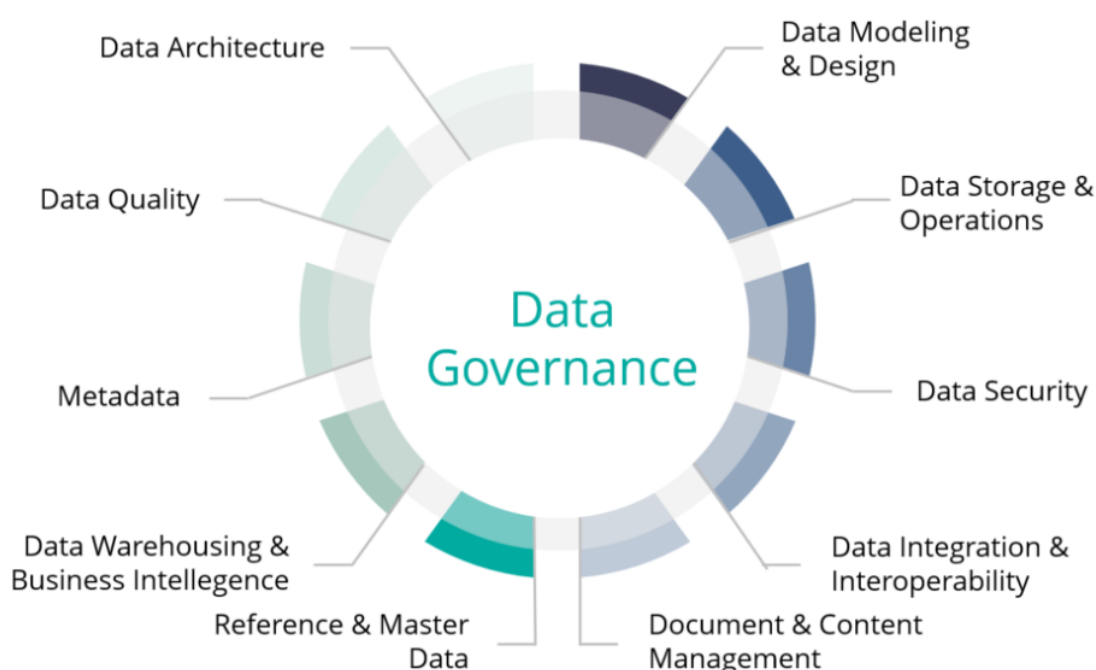 Data Architecture
Data Modeling
& Design
Data Quality
Data Storage &
Operations
Data
Governance
Metadata
Data Security
Data Warehousing &
Business Intellegence
Data Integration &
Interoperability
Reference & Master
Data
Document & Content
Management